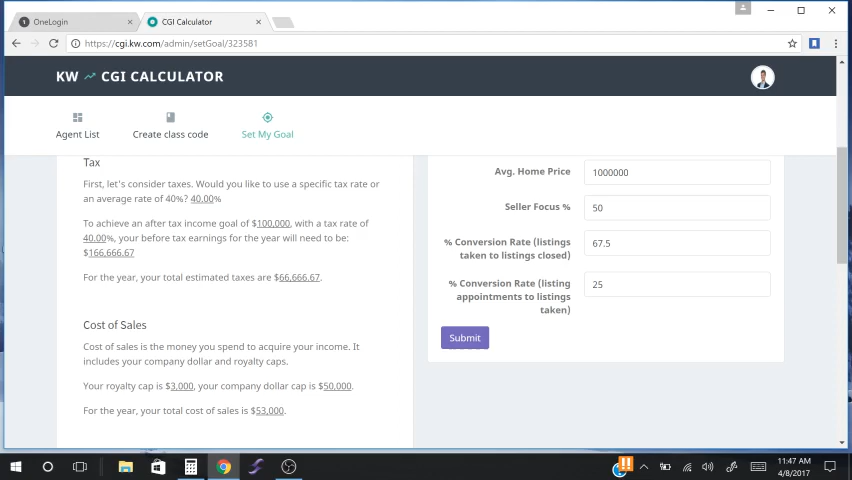 OneLogin
CGI Calculator
https://cgi.kw.com/admin/setGoal/323581
KW CGI CALCULATOR
Agent List
Create class code
Set My Goal
Tax
First, let's consider taxes. Would you like to use a specific tax rate or
an average rate of 40%? 40.00%
To achieve an after tax income goal of $100,000, with a tax rate of
40.00%, your before tax earnings for the year will need to be:
$166,666.67
For the year, your total estimated taxes are $66,666.67.
Cost of Sales
Cost of sales is the money you spend to acquire your income. It
includes your company dollar and royalty caps.
Your royalty cap is $3,000, your company dollar cap is $50,000.
For the year, your total cost of sales is $53,000.
Avg. Home Price
1000000
Seller Focus %
50
% Conversion Rate (listings
taken to listings closed)
67.5
% Conversion Rate (listing
appointments to listings
taken)
25
Submit
11:47 AM
4/8/2017